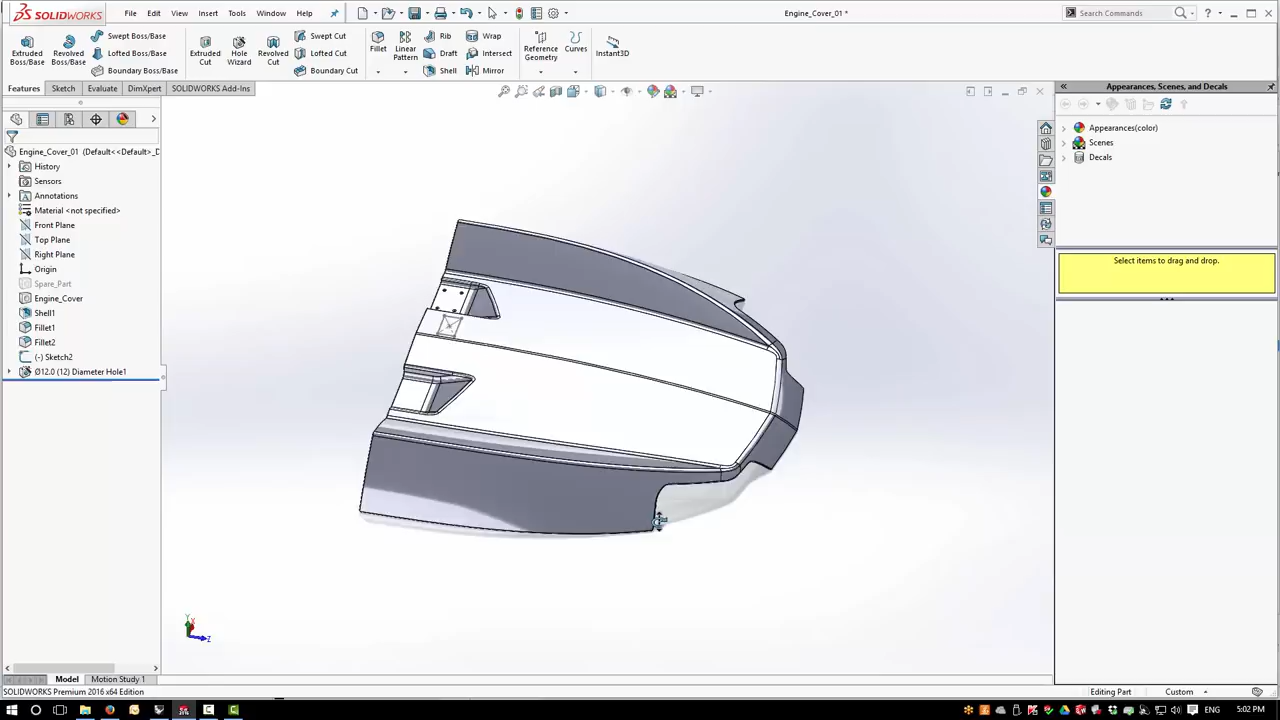 SOLIDWORKS
File Edit View Insert Tools Window Help
Engine_Cover_01 *
Search Commands
Extruded Boss/Base
Revolved Boss/Base
Swept Boss/Base
Lofted Boss/Base
Boundary Boss/Base
Extruded Cut
Hole Wizard
Revolved Cut
Swept Cut
Lofted Cut
Boundary Cut
Fillet
Linear Pattern
Rib
Draft
Shell
Wrap
Intersect
Mirror
Reference Geometry
Curves
Instant3D
Features Sketch Evaluate DimXpert SOLIDWORKS Add-Ins
Appearances, Scenes, and Decals
Appearances(color)
Scenes
Decals
Select items to drag and drop.
Engine_Cover_01 (Default<<Default>_D
History
Sensors
Annotations
Material <not specified>
Front Plane
Top Plane
Right Plane
Origin
Spare_Part
Engine_Cover
Shell1
Fillet1
Fillet2
(-) Sketch2
Ø12.0 (12) Diameter Hole1
Y
X
Z
Model Motion Study 1
SOLIDWORKS Premium 2016 x64 Edition
Editing Part Custom
ENG 5:02 PM